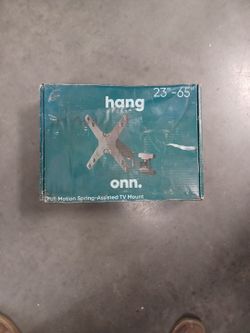 hang
23"-65"
onn.
Full Motion Spring-Assisted TV Mount